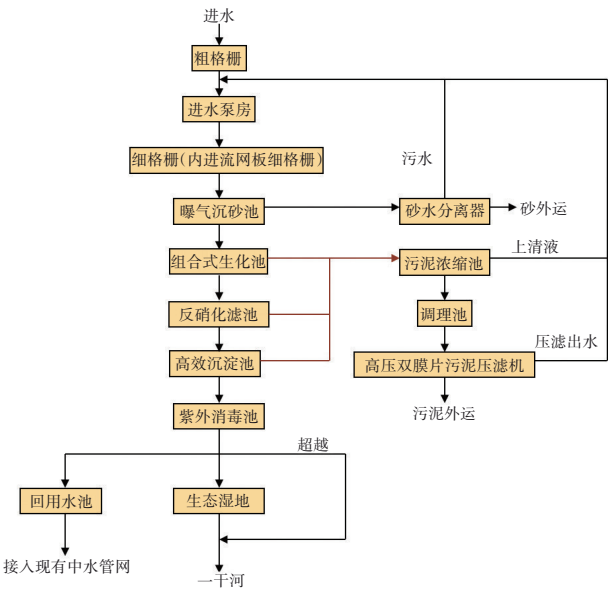 进水
粗格栅
进水泵房
细格栅(内进流网板细格栅)
污水
曝气沉砂池
砂水分离器
砂外运
上清液
组合式生化池
污泥浓缩池
反硝化滤池
调理池
压滤出水
高效沉淀池
高压双膜片污泥压滤机
紫外消毒池
污泥外运
超越
回用水池
生态湿地
接入现有中水管网
一干河